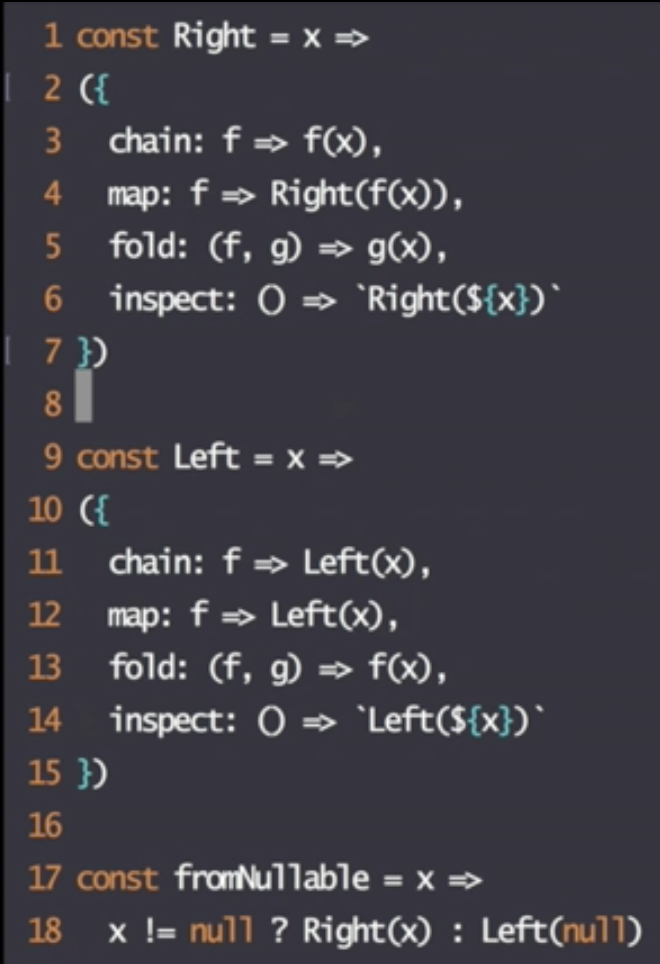 1 const Right = x =>
2 ({
3   chain: f => f(x),
4   map: f => Right(f(x)),
5   fold: (f, g) => g(x),
6   inspect: () => `Right(${x})`
7 })
8
9 const Left = x =>
10 ({
11   chain: f => Left(x),
12   map: f => Left(x),
13   fold: (f, g) => f(x),
14   inspect: () => `Left(${x})`
15 })
16
17 const fromNullable = x =>
18   x != null ? Right(x) : Left(null)